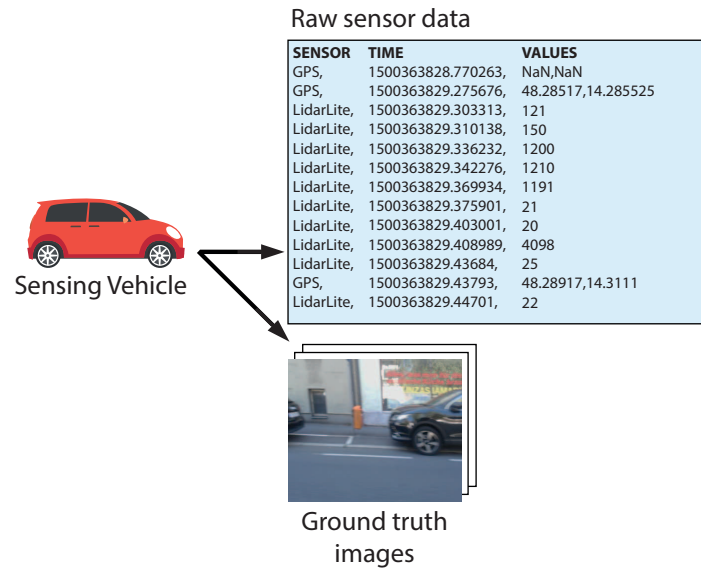 Raw sensor data
SENSOR TIME VALUES
GPS, 1500363828.770263, NaN,NaN
GPS, 1500363829.275676, 48.28517,14.285525
LidarLite, 1500363829.303313, 121
LidarLite, 1500363829.310138, 150
LidarLite, 1500363829.336232, 1200
LidarLite, 1500363829.342276, 1210
LidarLite, 1500363829.369934, 1191
LidarLite, 1500363829.375901, 21
LidarLite, 1500363829.403001, 20
LidarLite, 1500363829.408989, 4098
LidarLite, 1500363829.43684, 25
GPS, 1500363829.43793, 48.28917,14.3111
LidarLite, 1500363829.44701, 22
Sensing Vehicle
Ground truth
images